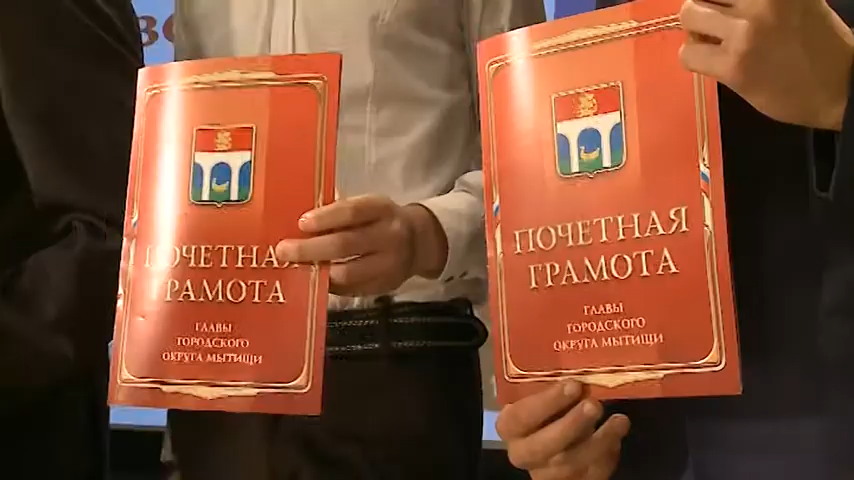 ПОЧЕТНАЯ
ГРАМОТА
ГЛАВЫ
ГОРОДСКОГО
ОКРУГА МЫТИЩИ
ПОЧЕТНАЯ
ГРАМОТА
ГЛАВЫ
ГОРОДСКОГО
ОКРУГА МЫТИЩИ